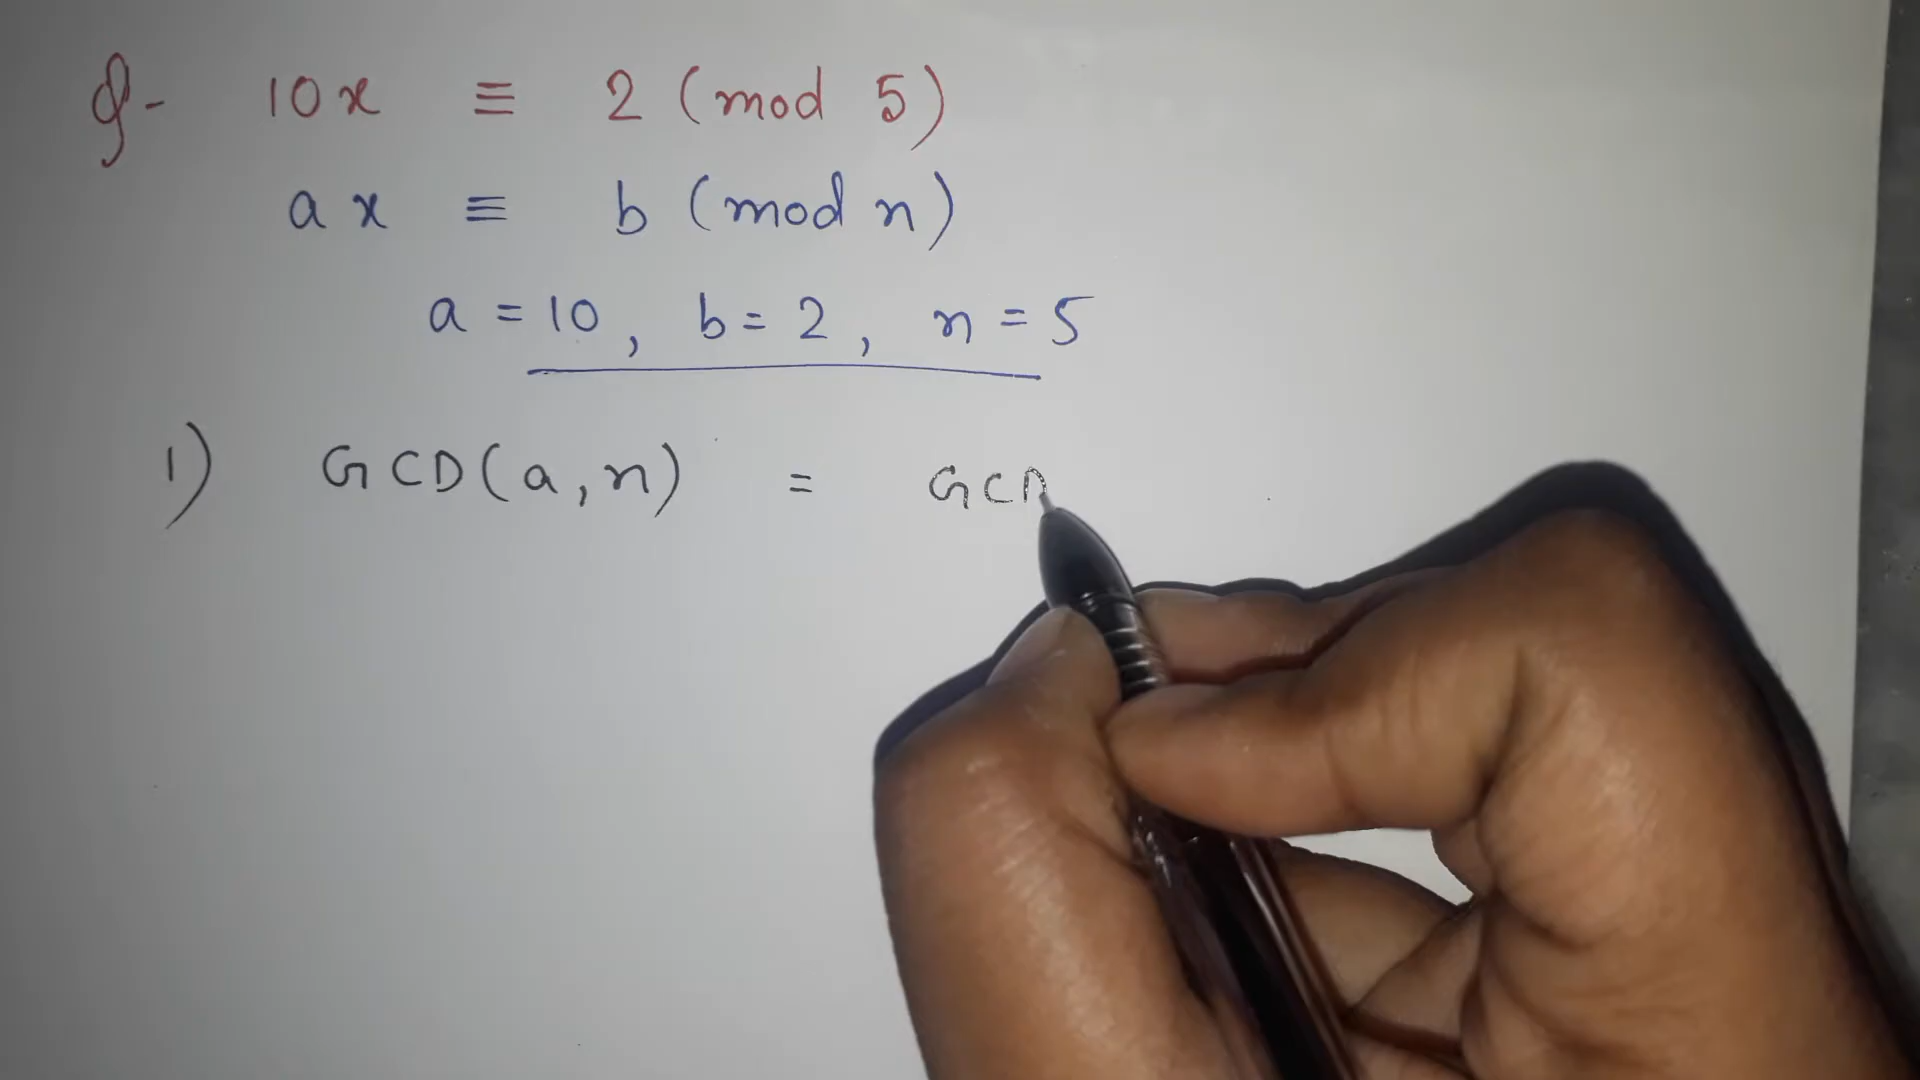 Q- 10x ≡ 2 (mod 5)
ax ≡ b (mod n)
a = 10, b = 2, n = 5
1) GCD(a, n) = GCD